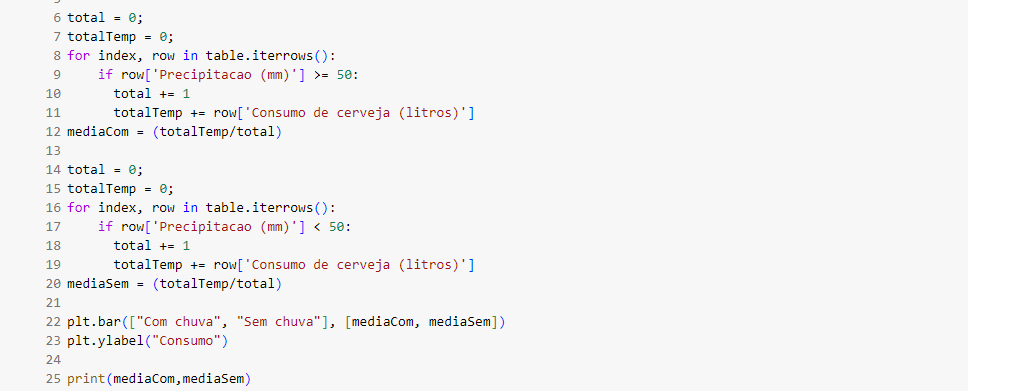 6 total = 0;
7 totalTemp = 0;
8 for index, row in table.iterrows():
9 if row['Precipitacao (mm)'] >= 50:
10 total += 1
11 totalTemp += row['Consumo de cerveja (litros)']
12 mediaCom = (totalTemp/total)
13
14 total = 0;
15 totalTemp = 0;
16 for index, row in table.iterrows():
17 if row['Precipitacao (mm)'] < 50:
18 total += 1
19 totalTemp += row['Consumo de cerveja (litros)']
20 mediaSem = (totalTemp/total)
21
22 plt.bar(["Com chuva", "Sem chuva"], [mediaCom, mediaSem])
23 plt.ylabel("Consumo")
24
25 print(mediaCom,mediaSem)